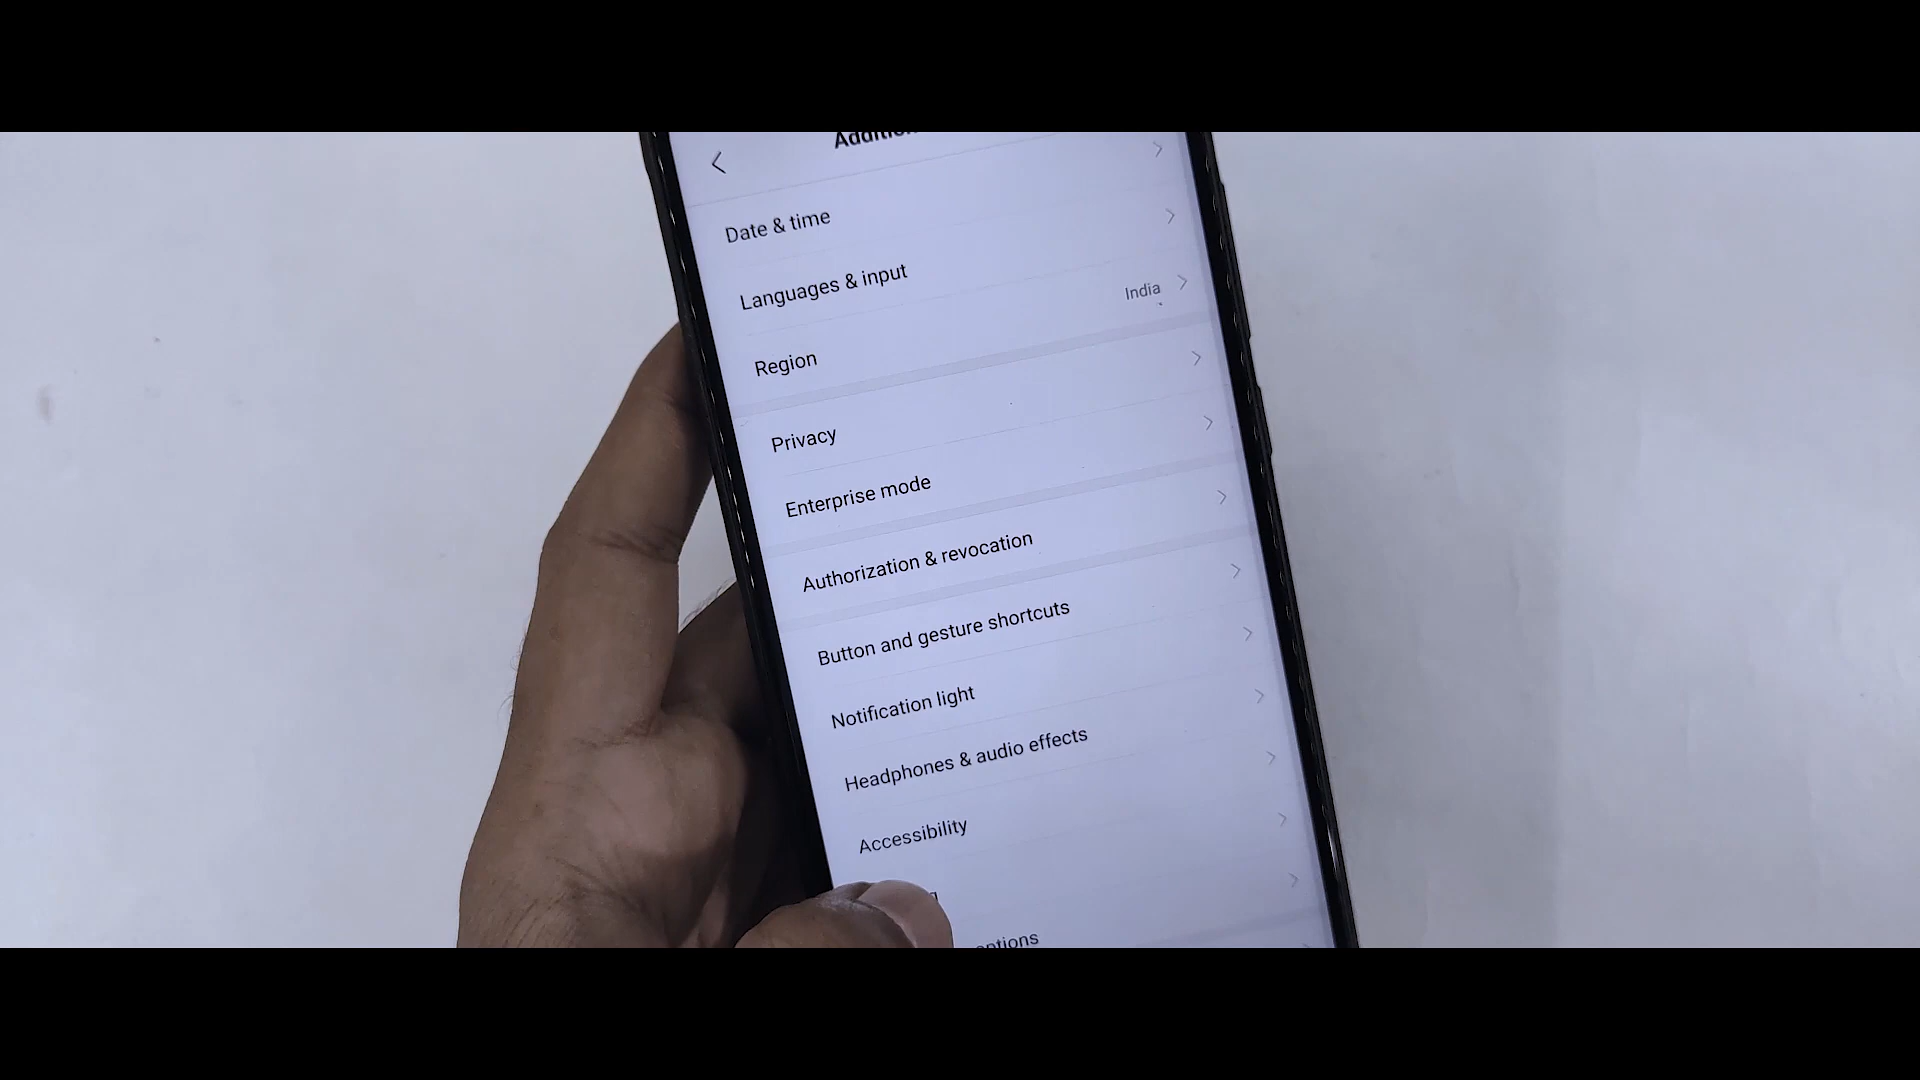 Date & time
Languages & input
Region India
Privacy
Enterprise mode
Authorization & revocation
Button and gesture shortcuts
Notification light
Headphones & audio effects
Accessibility